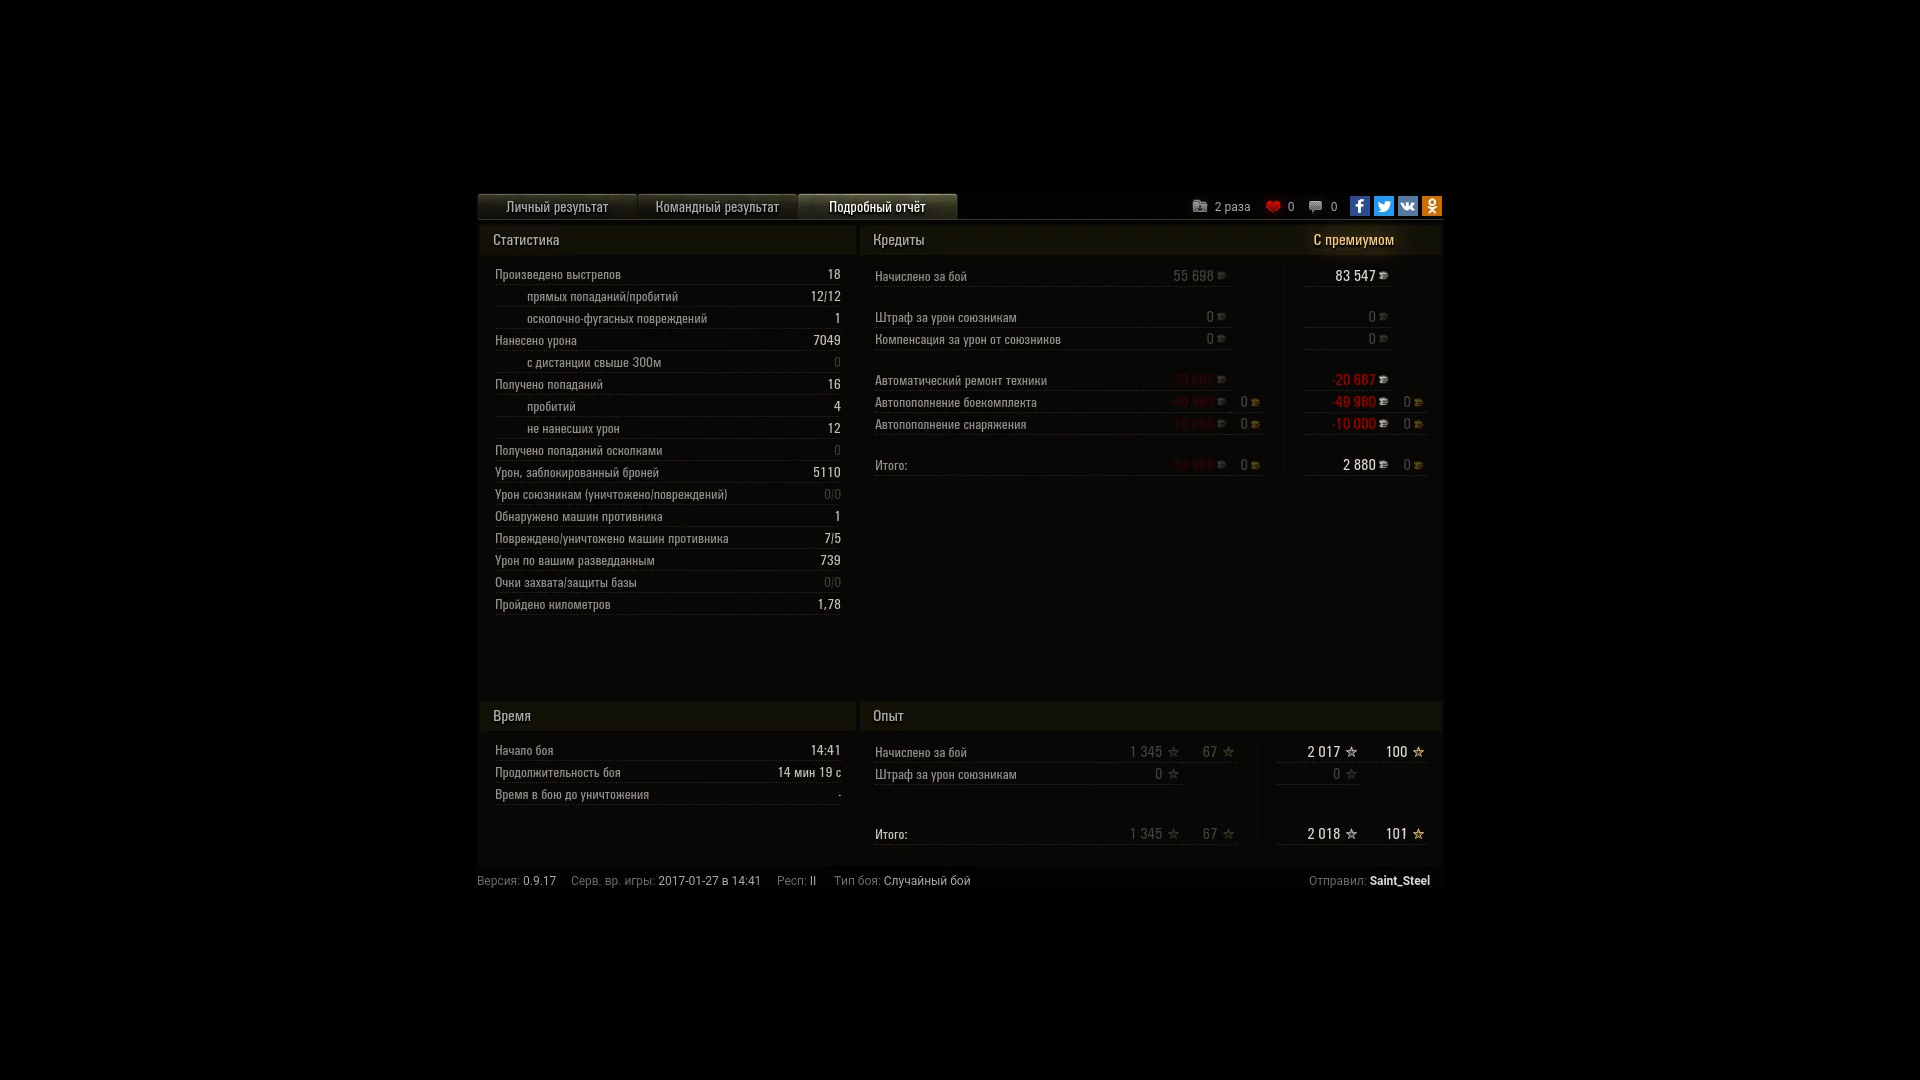 Личный результат Командный результат Подробный отчёт 2 раза 0 0
Статистика
Произведено выстрелов 18
прямых попаданий/пробитий 12/12
осколочно-фугасных повреждений 1
Нанесено урона 7049
с дистанции свыше 300м 0
Получено попаданий 16
пробитий 4
не нанесших урон 12
Получено попаданий осколками 0
Урон, заблокированный броней 5110
Урон союзникам (уничтожено/повреждений) 0/0
Обнаружено машин противника 1
Повреждено/уничтожено машин противника 7/5
Урон по вашим разведданным 739
Очки захвата/защиты базы 0/0
Пройдено километров 1,78
Кредиты С премиумом
Начислено за бой 55 698 83 547
Штраф за урон союзникам 0 0
Компенсация за урон от союзников 0 0
Автоматический ремонт техники -20 687 -20 687
Автопополнение боекомплекта -49 980 0 -49 980 0
Автопополнение снаряжения -10 000 0 -10 000 0
Итого: 0 2 880 0
Время
Начало боя 14:41
Продолжительность боя 14 мин 19 с
Время в бою до уничтожения -
Опыт
Начислено за бой 1 345 67 2 017 100
Штраф за урон союзникам 0 0
Итого: 1 345 67 2 018 101
Версия: 0.9.17 Серв. вр. игры: 2017-01-27 в 14:41 Респ: II Тип боя: Случайный бой Отправил: Saint_Steel